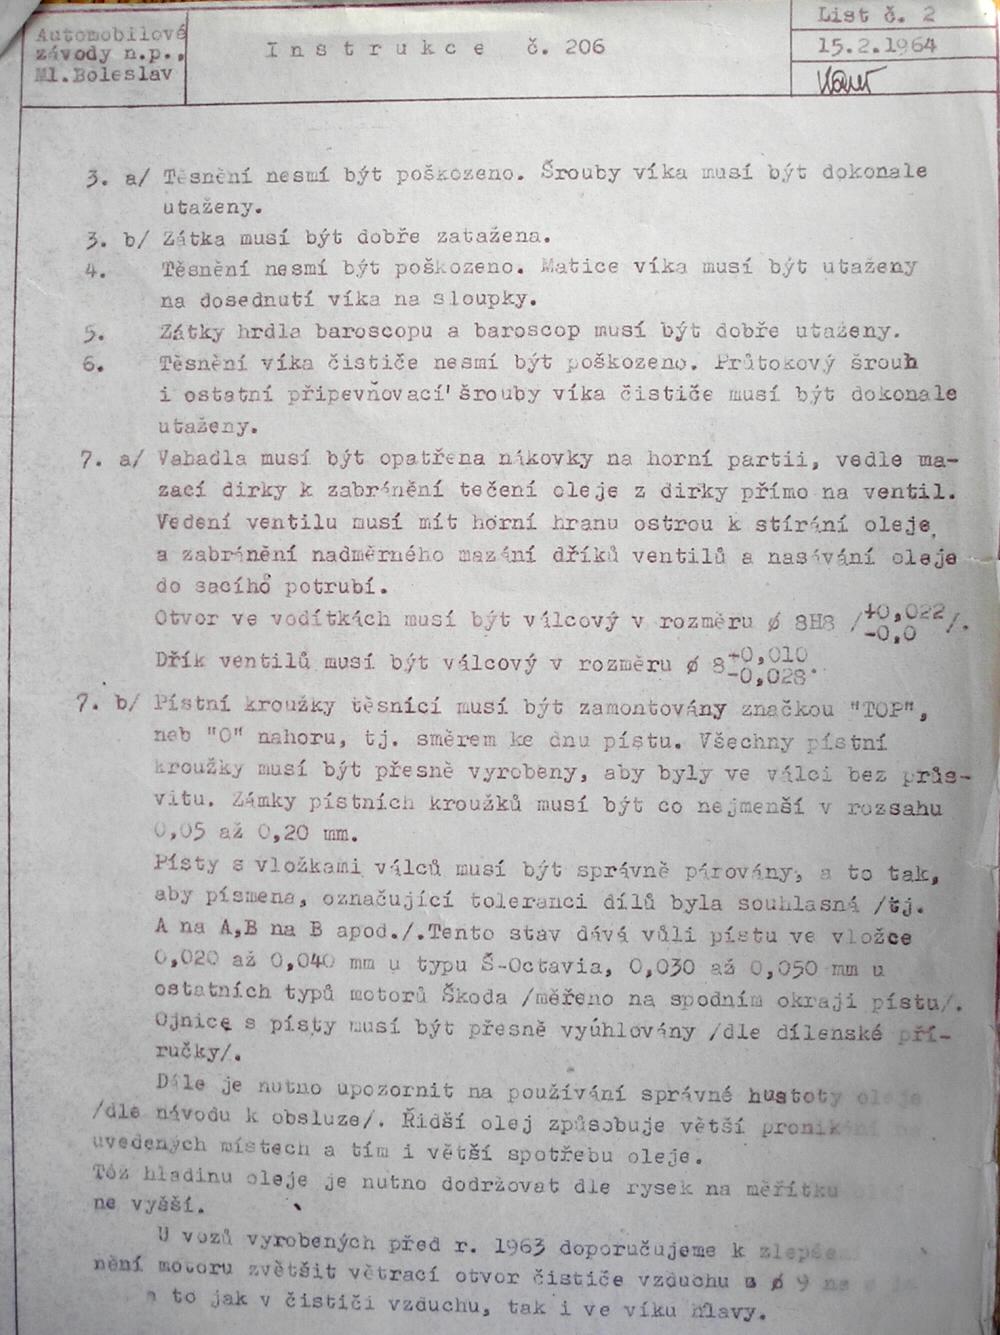 Automobilové
závody n.p.,
Ml.Boleslav
Instrukce č. 206
List č. 2
15.2.1964
3. a/ Těsnění nesmí být poškozeno. Šrouby víka musí být dokonale
utaženy.
3. b/ Zátka musí být dobře zatažena.
4. Těsnění nesmí být poškozeno. Matice víka musí být utaženy
na dosednutí víka na sloupky.
5. Zátky hrdla baroscopu a baroscop musí být dobře utaženy.
6. Těsnění víka čističe nesmí být poškozeno. Průtokový šroub
i ostatní připevňovací šrouby víka čističe musí být dokonale
utaženy.
7. a/ Vahadla musí být opatřena nákovky na horní partii, vedle ma-
zací dirky k zabránění tečení oleje z dirky přímo na ventil.
Vedení ventilu musí mít horní hranu ostrou k stírání oleje
a zabránění nadměrného mazání dříků ventilů a nasávání oleje
do sacího potrubí.
Otvor ve vodítkách musí být válcový v rozměru ø 8H8 /+0,022 -0,0/.
Dřík ventilů musí být válcový v rozměru ø 8+0,010 -0,028.
7. b/ Pístní kroužky těsnící musí být zamontovány značkou "TOP",
neb "O" nahoru, tj. směrem ke dnu pístu. Všechny pístní
kroužky musí být přesně vyrobeny, aby byly ve válci bez průs-
vitu. Zámky pístních kroužků musí být co nejmenší v rozsahu
0,05 až 0,20 mm.
Písty s vložkami válců musí být správně párovány, a to tak,
aby písmena, označující toleranci dílů byla souhlasná /tj.
A na A,B na B apod./.Tento stav dává vůli pístu ve vložce
0,020 až 0,040 mm u typu Š-Octavia, 0,030 až 0,050 mm u
ostatních typů motorů Škoda /měřeno na spodním okraji pístu/.
Ojnice s písty musí být přesně vyúhlovány /dle dílenské pří-
ručky/.
Dále je nutno upozornit na používání správné hustoty oleje
/dle návodu k obsluze/. Řidší olej způsobuje větší pronikání na
uvedených místech a tím i větší spotřebu oleje.
Tóž hladinu oleje je nutno dodržovat dle rysek na měřítku
ne vyšší.
U vozů vyrobených před r. 1963 doporučujeme k
nění motoru zvětšit větrací otvor čističe vzduchu ø 9 na
a to jak v čističi vzduchu, tak i ve víku hlavy.